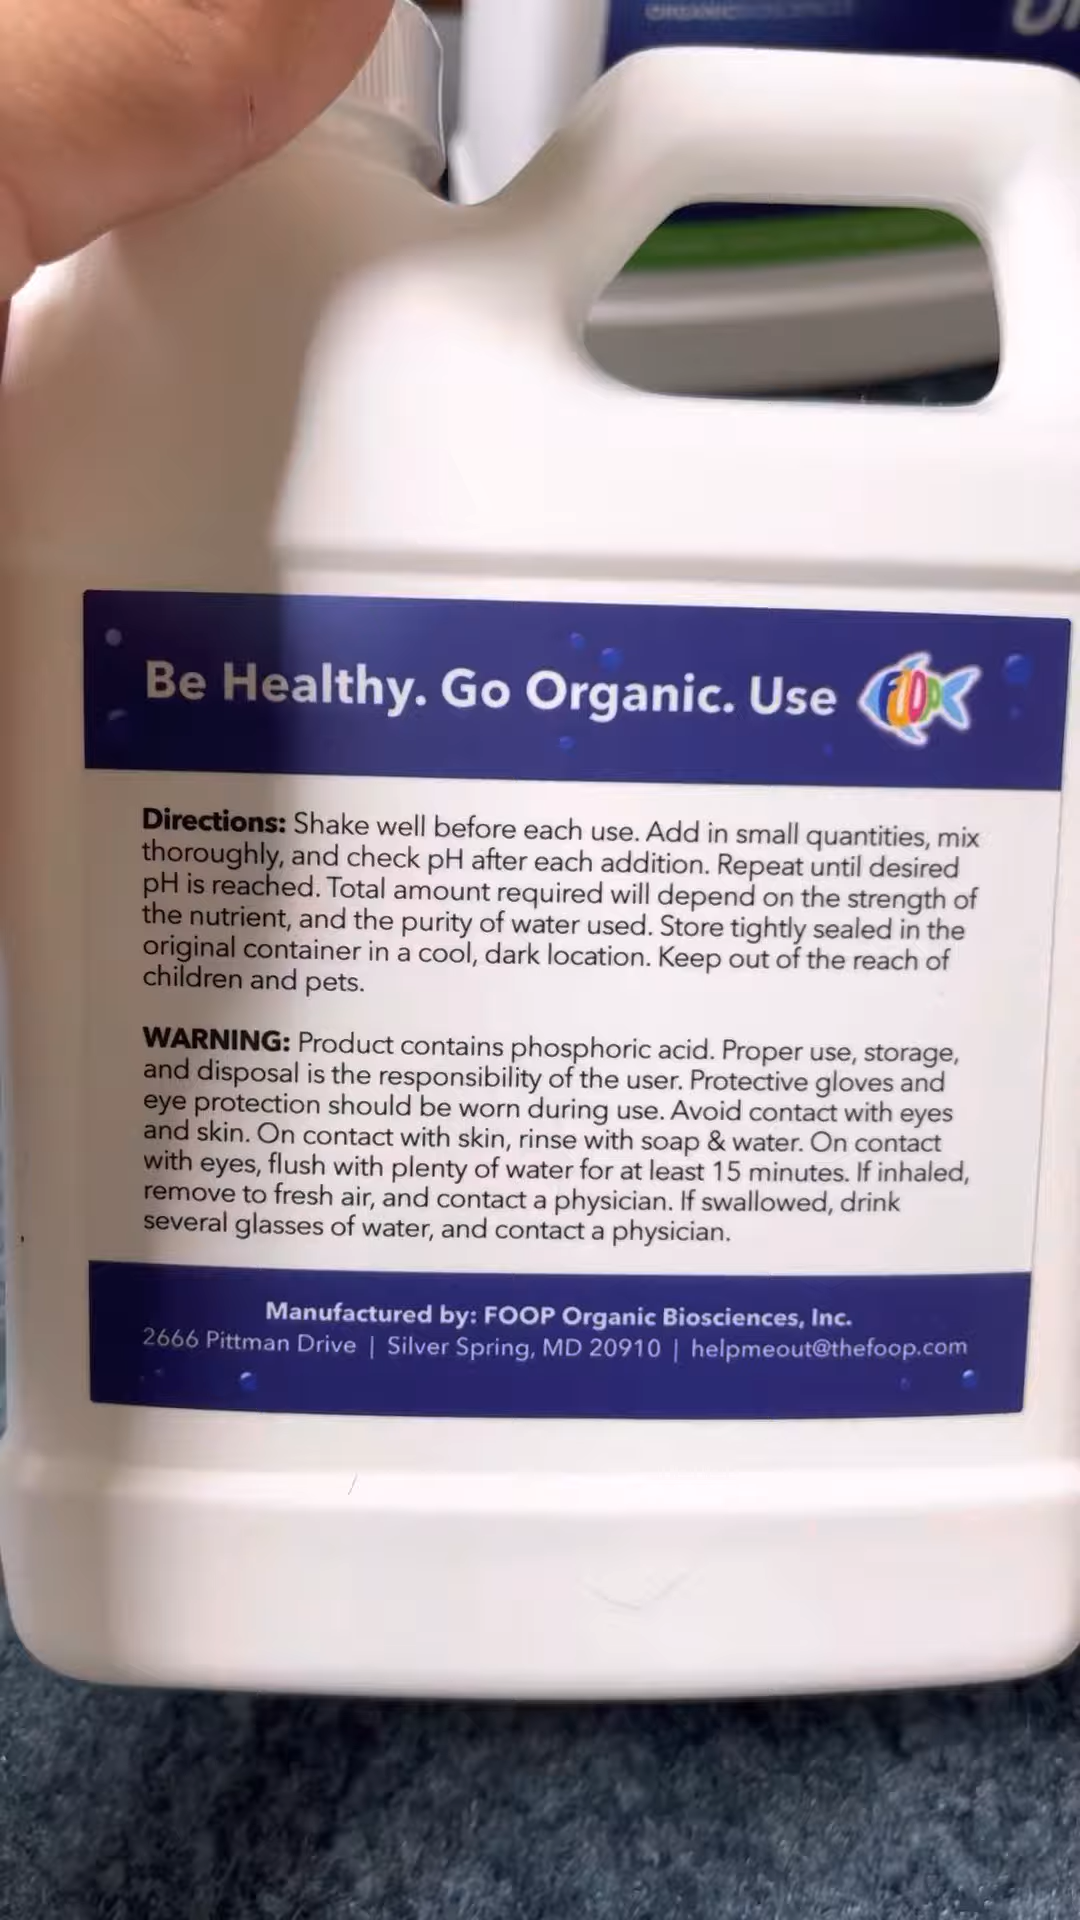 ORGANIC BIOSCIENCES
Be Healthy. Go Organic. Use FOOP
Directions: Shake well before each use. Add in small quantities, mix
thoroughly, and check pH after each addition. Repeat until desired
pH is reached. Total amount required will depend on the strength of
the nutrient, and the purity of water used. Store tightly sealed in the
original container in a cool, dark location. Keep out of the reach of
children and pets.
WARNING: Product contains phosphoric acid. Proper use, storage,
and disposal is the responsibility of the user. Protective gloves and
eye protection should be worn during use. Avoid contact with eyes
and skin. On contact with skin, rinse with soap & water. On contact
with eyes, flush with plenty of water for at least 15 minutes. If inhaled,
remove to fresh air, and contact a physician. If swallowed, drink
several glasses of water, and contact a physician.
Manufactured by: FOOP Organic Biosciences, Inc.
2666 Pittman Drive | Silver Spring, MD 20910 | helpmeout@thefoop.com